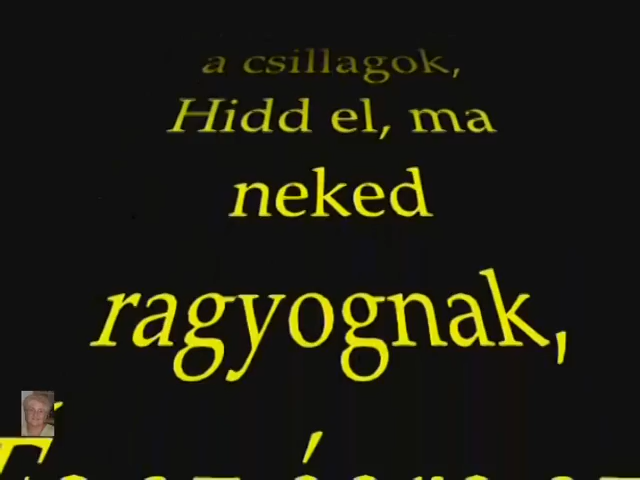 a csillagok,
Hidd el, ma
neked
ragyognak,